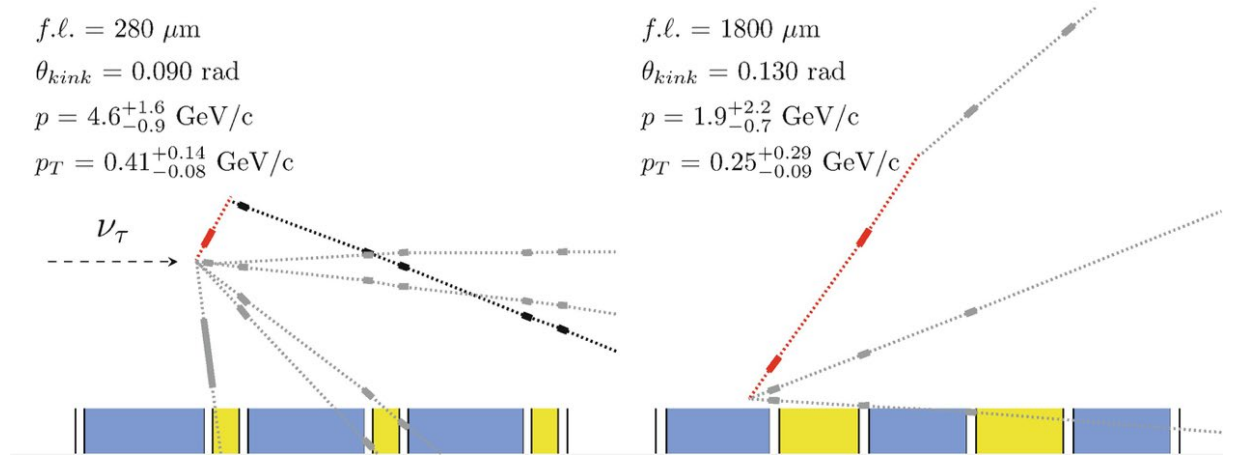 f.ℓ. = 280 μm
θ_kink = 0.090 rad
p = 4.6^{+1.6}_{−0.9} GeV/c
p_T = 0.41^{+0.14}_{−0.08} GeV/c
ν_τ
f.ℓ. = 1800 μm
θ_kink = 0.130 rad
p = 1.9^{+2.2}_{−0.7} GeV/c
p_T = 0.25^{+0.29}_{−0.09} GeV/c